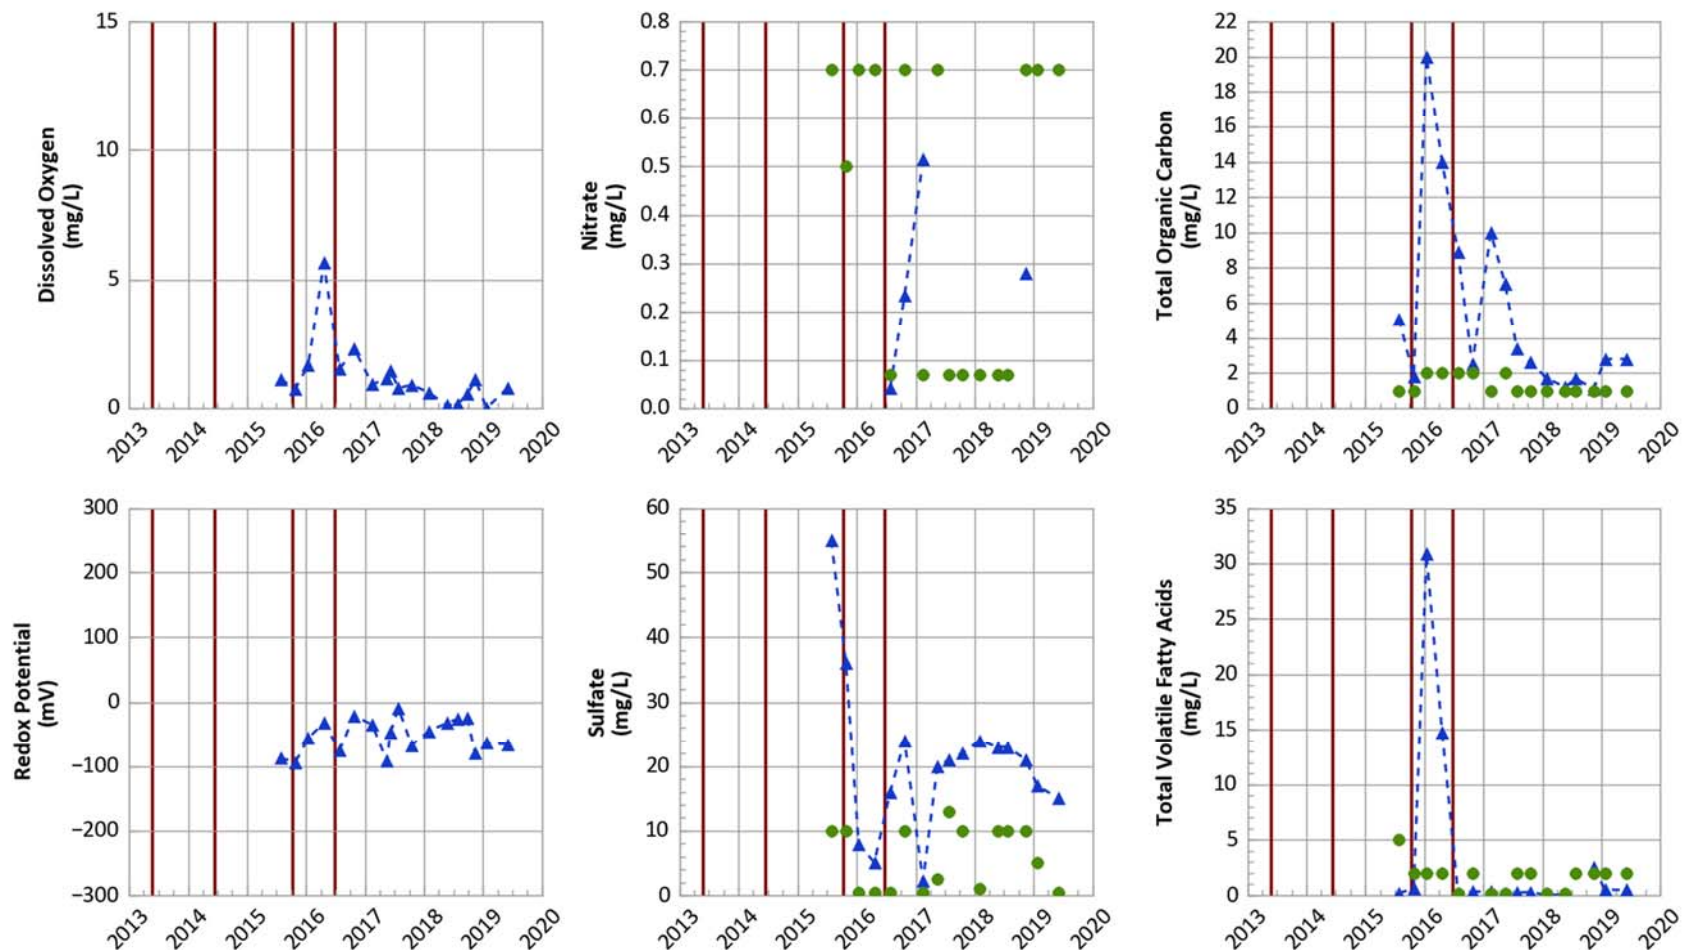 Dissolved Oxygen
(mg/L)
15
10
5
0
2013 2014 2015 2016 2017 2018 2019 2020
Nitrate
(mg/L)
0.8
0.7
0.6
0.5
0.4
0.3
0.2
0.1
0.0
2013 2014 2015 2016 2017 2018 2019 2020
Total Organic Carbon
(mg/L)
22
20
18
16
14
12
10
8
6
4
2
0
2013 2014 2015 2016 2017 2018 2019 2020
Redox Potential
(mV)
300
200
100
0
−100
−200
−300
2013 2014 2015 2016 2017 2018 2019 2020
Sulfate
(mg/L)
60
50
40
30
20
10
0
2013 2014 2015 2016 2017 2018 2019 2020
Total Volatile Fatty Acids
(mg/L)
35
30
25
20
15
10
5
0
2013 2014 2015 2016 2017 2018 2019 2020